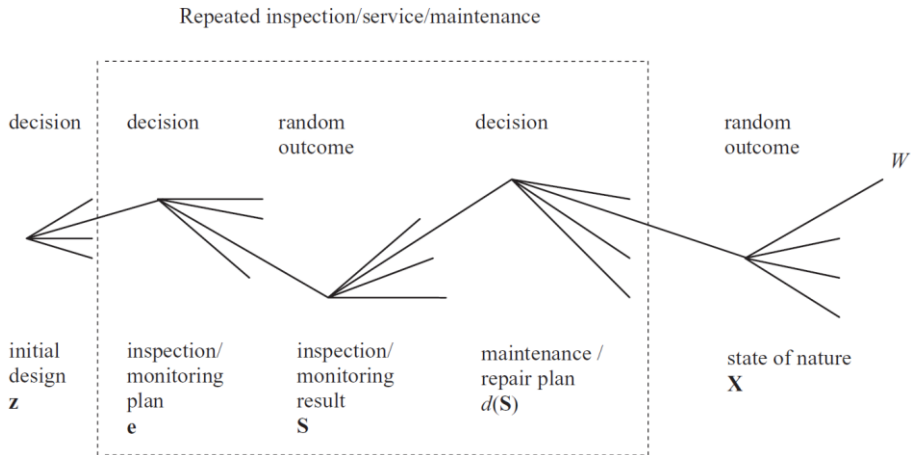 Repeated inspection/service/maintenance
decision
decision
random
outcome
decision
random
outcome
W
initial
design
z
inspection/
monitoring
plan
e
inspection/
monitoring
result
S
maintenance /
repair plan
d(S)
state of nature
X